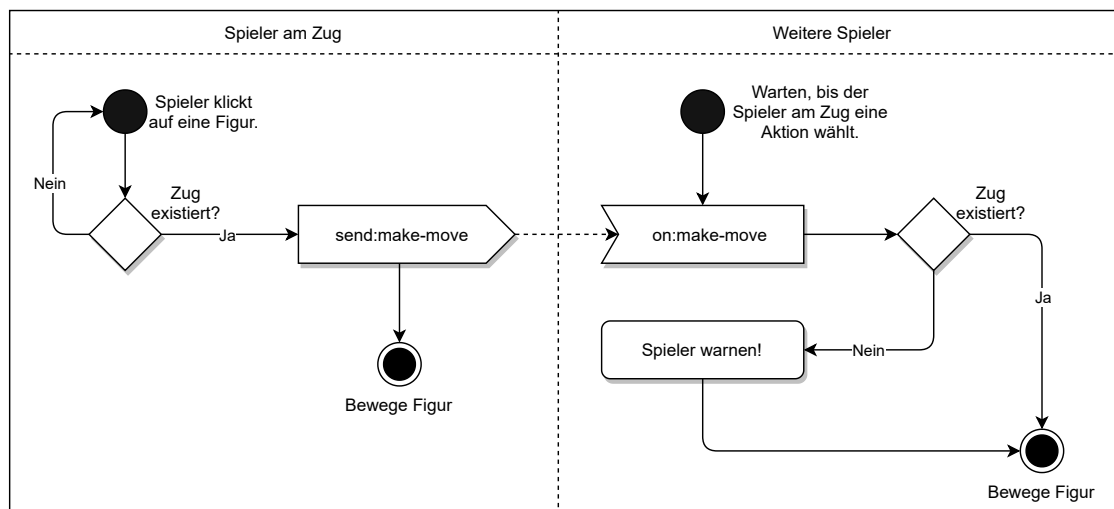 Spieler am Zug
Weitere Spieler
Spieler klickt
auf eine Figur.
Warten, bis der
Spieler am Zug eine
Aktion wählt.
Nein
Zug
existiert?
Ja
send:make-move
on:make-move
Zug
existiert?
Ja
Spieler warnen!
Nein
Bewege Figur
Bewege Figur